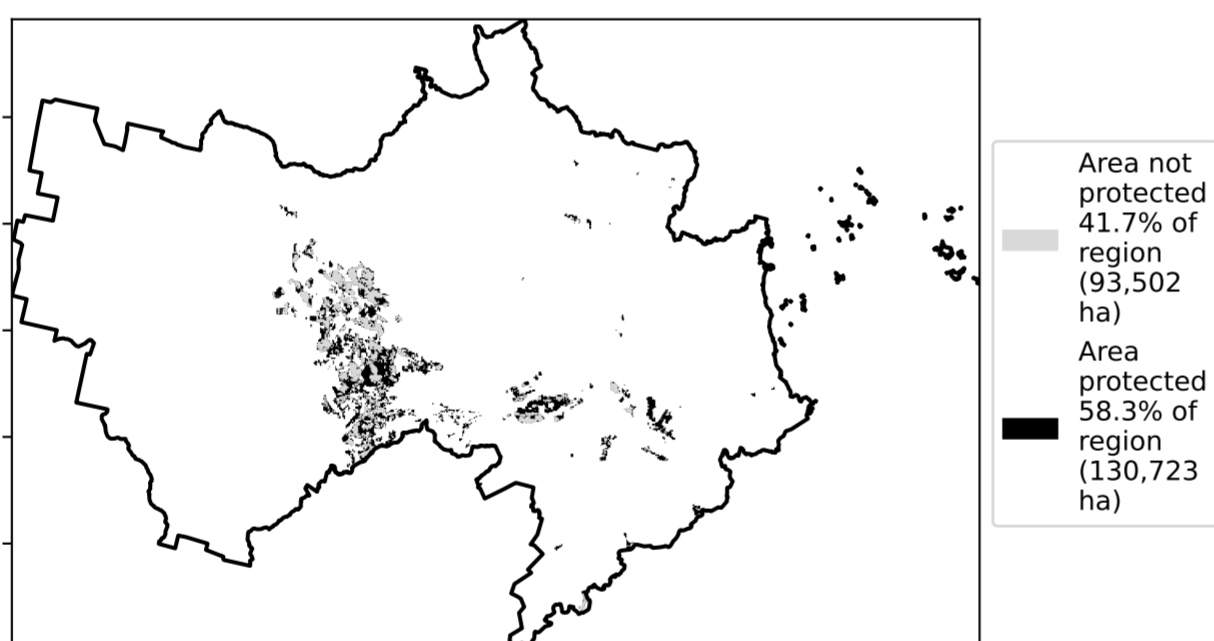 Area not
protected
41.7% of
region
(93,502
ha)
Area
protected
58.3% of
region
(130,723
ha)